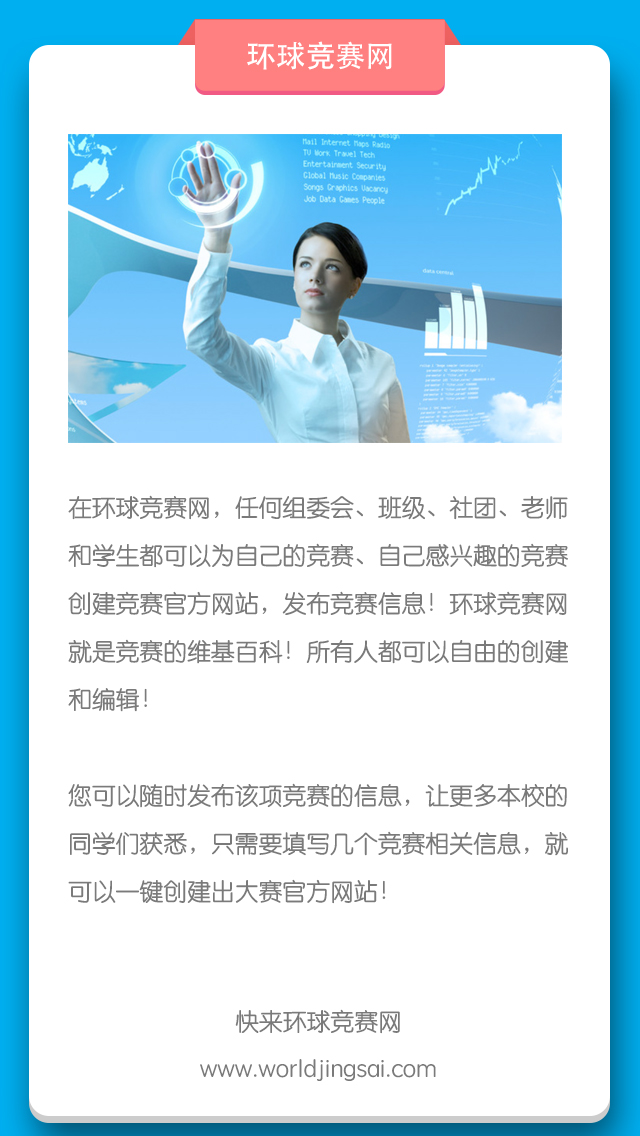 环球竞赛网
Mail Internet Maps Radio
TV Work Travel Tech
Entertainment Security
Global Music Companies
Songs Graphics Vacancy
Job Data Games People
在环球竞赛网，任何组委会、班级、社团、老师
和学生都可以为自己的竞赛、自己感兴趣的竞赛
创建竞赛官方网站，发布竞赛信息！环球竞赛网
就是竞赛的维基百科！所有人都可以自由的创建
和编辑！
您可以随时发布该项竞赛的信息，让更多本校的
同学们获悉，只需要填写几个竞赛相关信息，就
可以一键创建出大赛官方网站！
快来环球竞赛网
www.worldjingsai.com